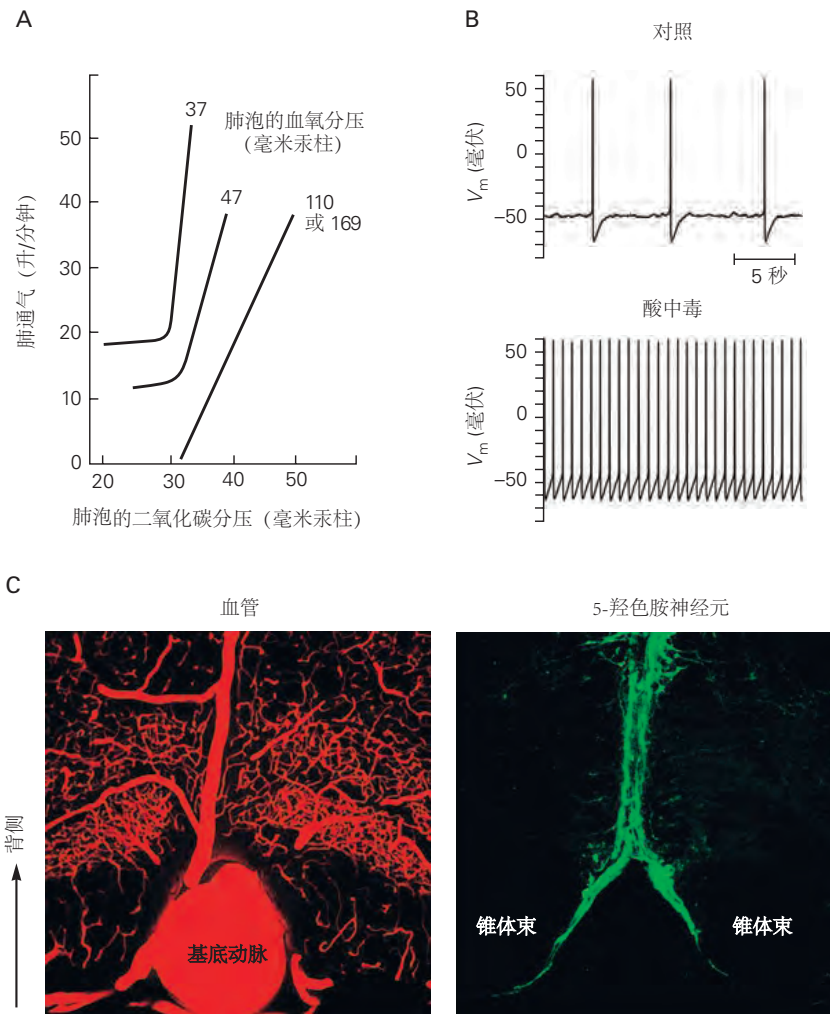 A
肺通气（升/分钟）
50
40
30
20
10
0
37
肺泡的血氧分压
（毫米汞柱）
47
110
或 169
20
30
40
50
肺泡的二氧化碳分压（毫米汞柱）
B
对照
Vm (毫伏)
50
0
−50
5 秒
酸中毒
Vm (毫伏)
50
0
−50
C
血管
5-羟色胺神经元
背侧
基底动脉
锥体束
锥体束